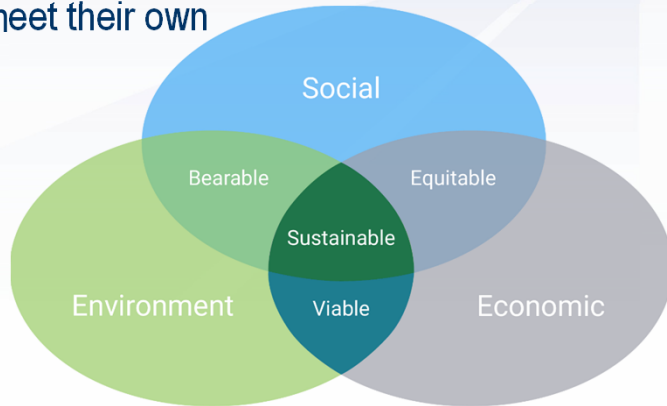 meet their own
Social
Bearable
Equitable
Sustainable
Environment
Viable
Economic